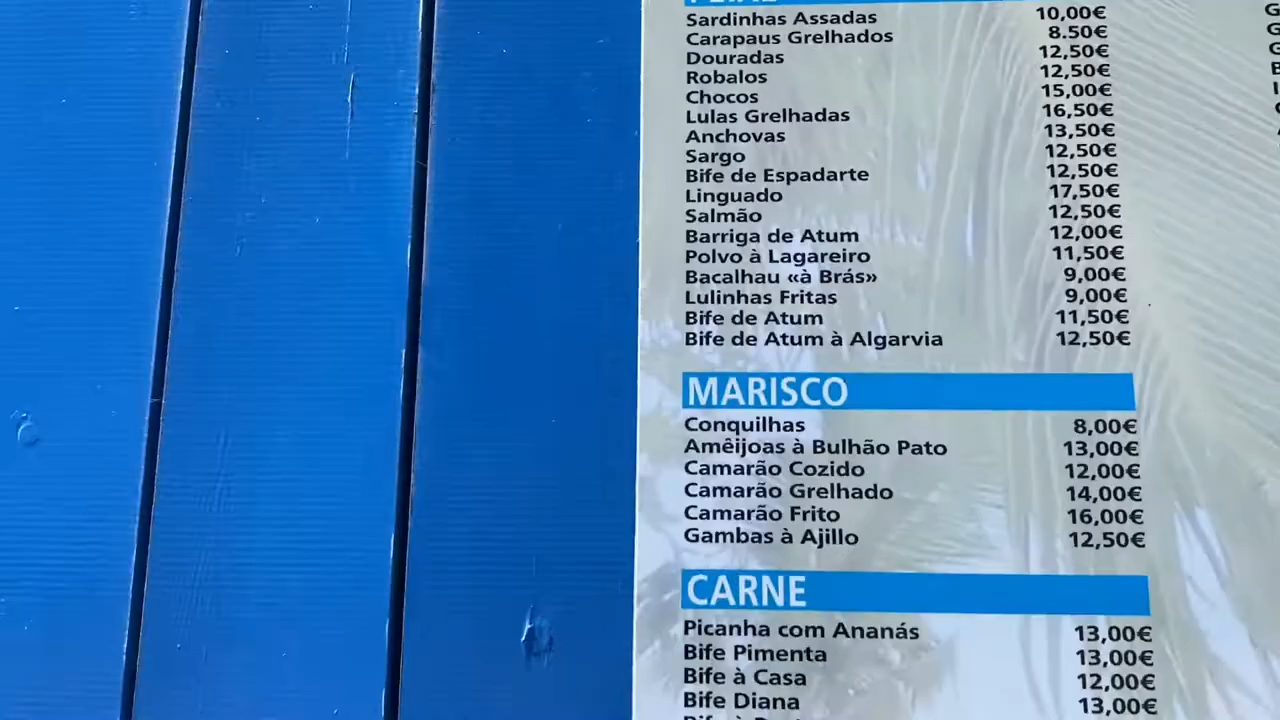 Sardinhas Assadas 10,00€
Carapaus Grelhados 8.50€
Douradas 12,50€
Robalos 12,50€
Chocos 15,00€
Lulas Grelhadas 16,50€
Anchovas 13,50€
Sargo 12,50€
Bife de Espadarte 12,50€
Linguado 17,50€
Salmão 12,50€
Barriga de Atum 12,00€
Polvo à Lagareiro 11,50€
Bacalhau «à Brás» 9,00€
Lulinhas Fritas 9,00€
Bife de Atum 11,50€
Bife de Atum à Algarvia 12,50€
MARISCO
Conquilhas 8,00€
Amêijoas à Bulhão Pato 13,00€
Camarão Cozido 12,00€
Camarão Grelhado 14,00€
Camarão Frito 16,00€
Gambas à Ajillo 12,50€
CARNE
Picanha com Ananás 13,00€
Bife Pimenta 13,00€
Bife à Casa 12,00€
Bife Diana 13,00€